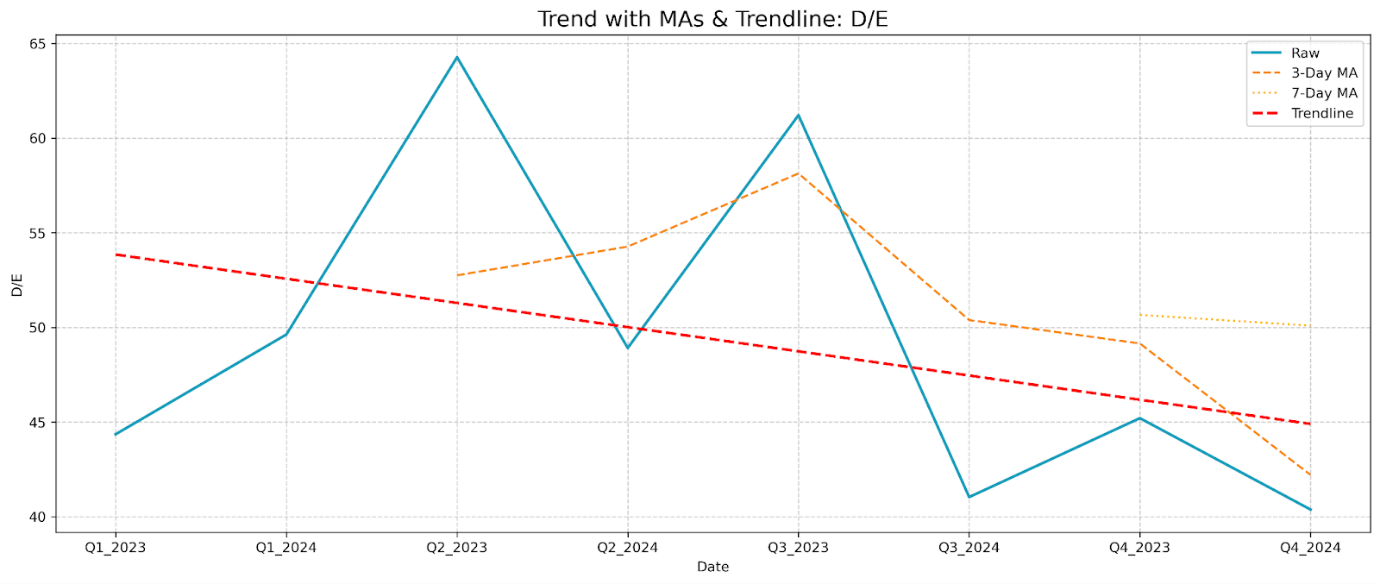 Trend with MAs & Trendline: D/E
Raw
3-Day MA
7-Day MA
Trendline
65
60
55
50
45
40
D/E
Q1_2023 Q1_2024 Q2_2023 Q2_2024 Q3_2023 Q3_2024 Q4_2023 Q4_2024
Date